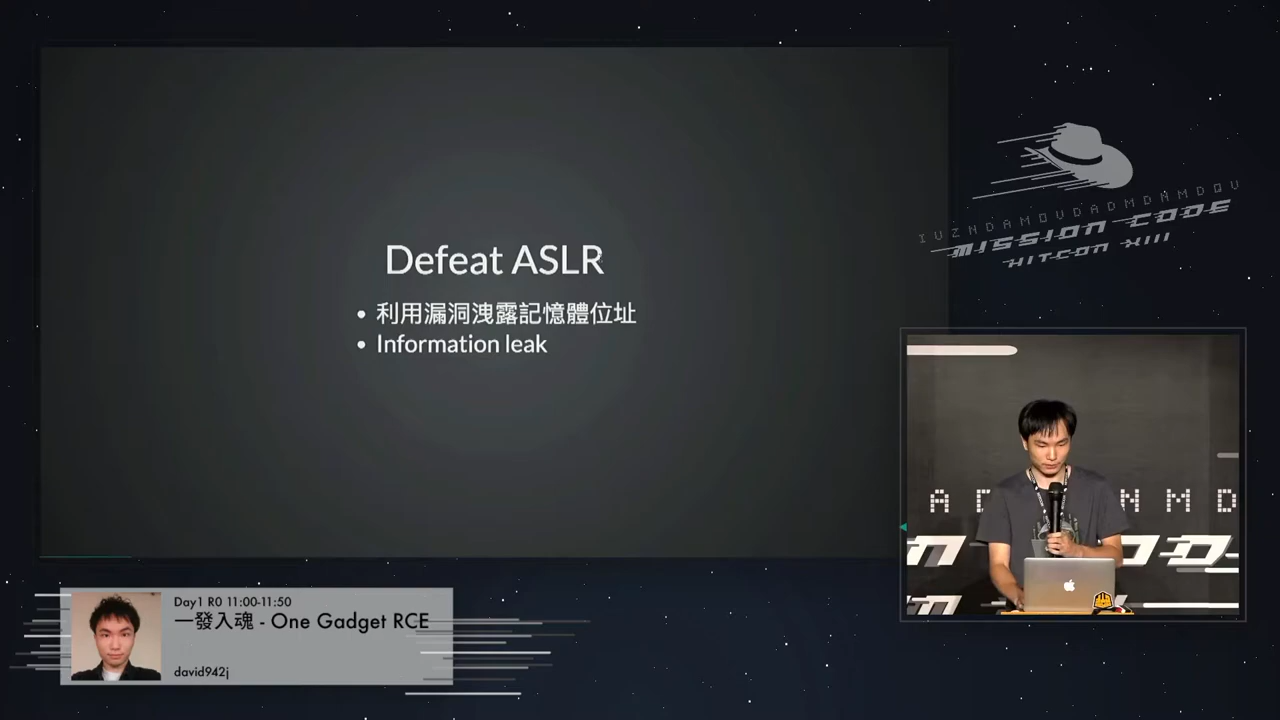 Defeat ASLR
• 利用漏洞洩露記憶體位址
• Information leak
IVZNDAMOVDADMDNMDQV
MISSION CODE
HITCON XIII
A D
N M D
Day1 R0 11:00-11:50
一發入魂 - One Gadget RCE
david942j